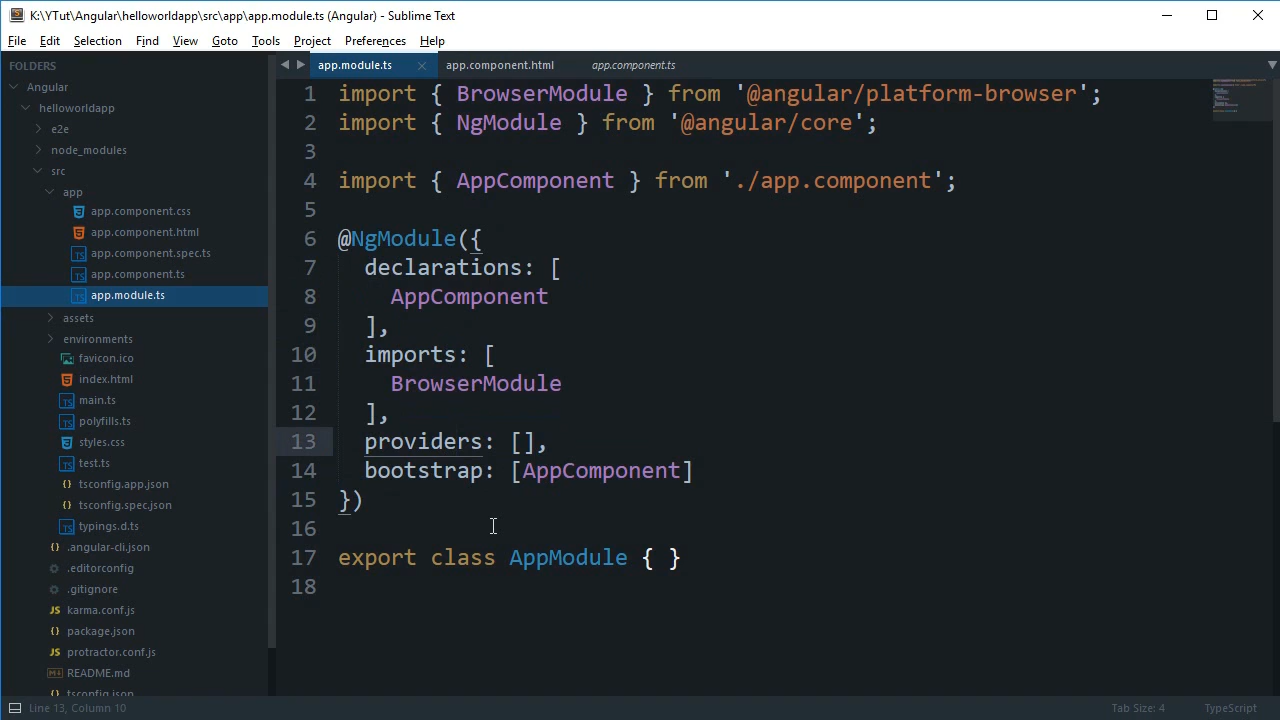 K:\YTut\Angular\helloworldapp\src\app\app.module.ts (Angular) - Sublime Text
File Edit Selection Find View Goto Tools Project Preferences Help
FOLDERS
Angular
helloworldapp
e2e
node_modules
src
app
app.component.css
app.component.html
app.component.spec.ts
app.component.ts
app.module.ts
assets
environments
favicon.ico
index.html
main.ts
polyfills.ts
styles.css
test.ts
tsconfig.app.json
tsconfig.spec.json
typings.d.ts
.angular-cli.json
.editorconfig
.gitignore
karma.conf.js
package.json
protractor.conf.js
README.md
tsconfig.json
app.module.ts app.component.html app.component.ts
1 import { BrowserModule } from '@angular/platform-browser';
2 import { NgModule } from '@angular/core';
3
4 import { AppComponent } from './app.component';
5
6 @NgModule({
7 declarations: [
8 AppComponent
9 ],
10 imports: [
11 BrowserModule
12 ],
13 providers: [],
14 bootstrap: [AppComponent]
15 })
16
17 export class AppModule { }
18
Line 13, Column 10 Tab Size: 4 TypeScript